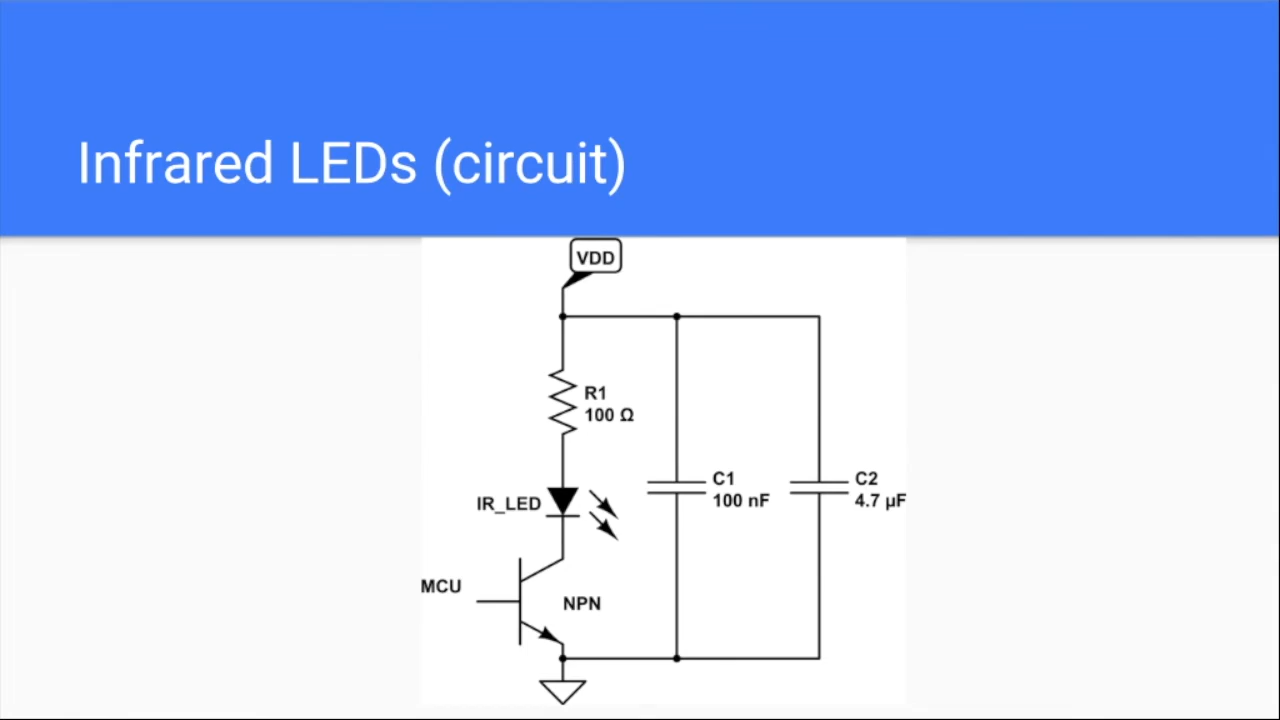 Infrared LEDs (circuit)
VDD
R1
100 Ω
C1
100 nF
C2
4.7 µF
IR_LED
MCU
NPN